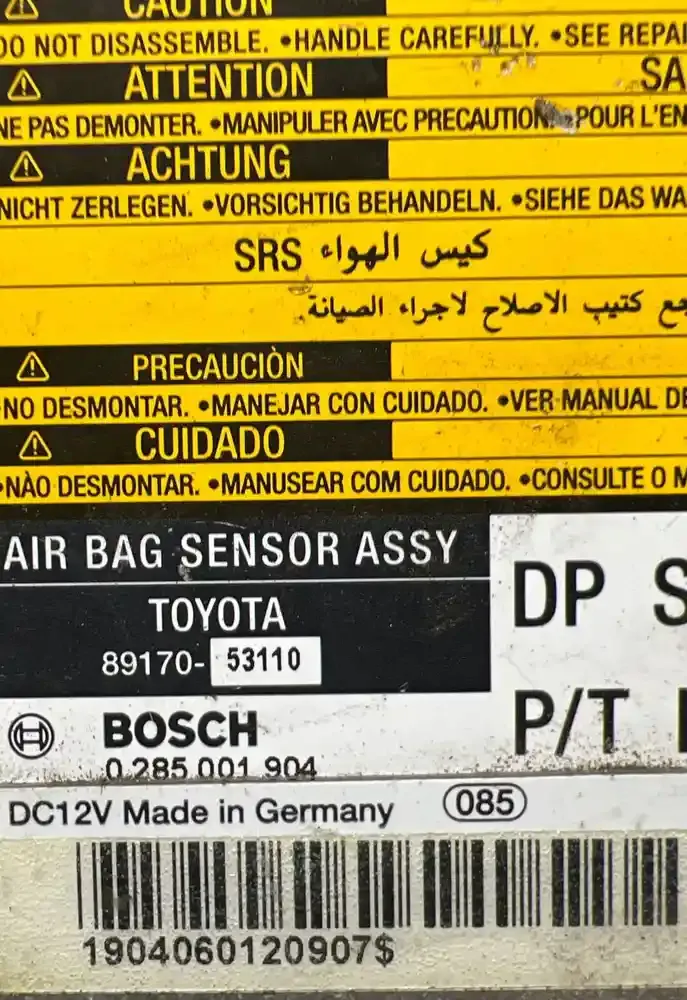 CAUTION
DO NOT DISASSEMBLE. •HANDLE CAREFULLY. •SEE REPAI
ATTENTION
SA
NE PAS DEMONTER. •MANIPULER AVEC PRECAUTION. •POUR L'EN
ACHTUNG
NICHT ZERLEGEN. •VORSICHTIG BEHANDELN. •SIEHE DAS WA
كيس الهواء SRS
جع كتيب الاصلاح لاجراء الصيانة.
PRECAUCIÒN
•NO DESMONTAR. •MANEJAR CON CUIDADO. •VER MANUAL DE
CUIDADO
•NÀO DESMONTAR. •MANUSEAR COM CUIDADO. •CONSULTE O M
AIR BAG SENSOR ASSY
DP S
TOYOTA
89170-53110
P/T
BOSCH
0 285 001 904
DC12V Made in Germany 085
1904060120907$